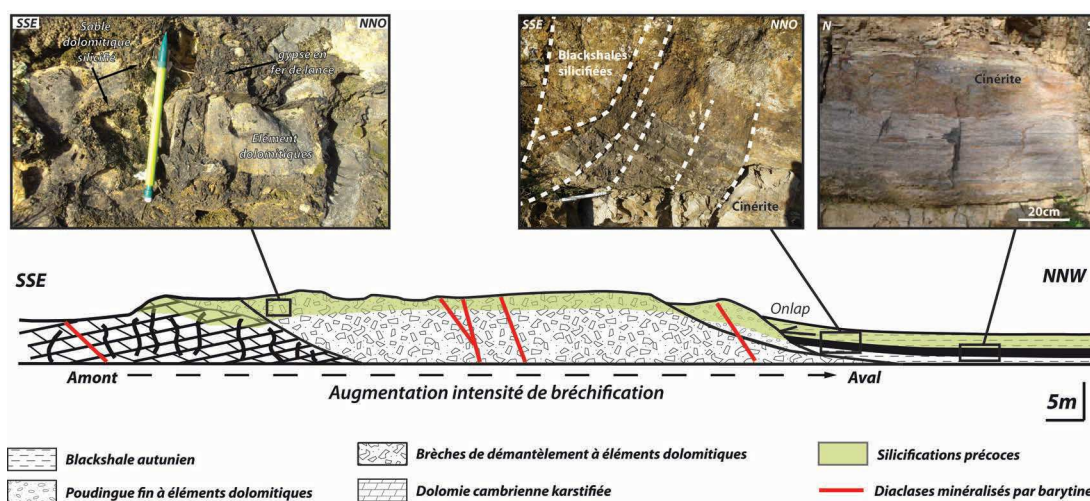 SSE
NNO
Sable
dolomitique
silicifié
gypse en
fer de lance
Elément
dolomitiques
SSE
NNO
Blackshales
silicifiées
Cinérite
N
Cinérite
20cm
SSE
NNW
Onlap
Amont
Aval
Augmentation intensité de bréchification
5m
Blackshale autunien
Brèches de démantèlement à éléments dolomitiques
Silicifications précoces
Poudingue fin à éléments dolomitiques
Dolomie cambrienne karstifiée
Diaclases minéralisés par barytine